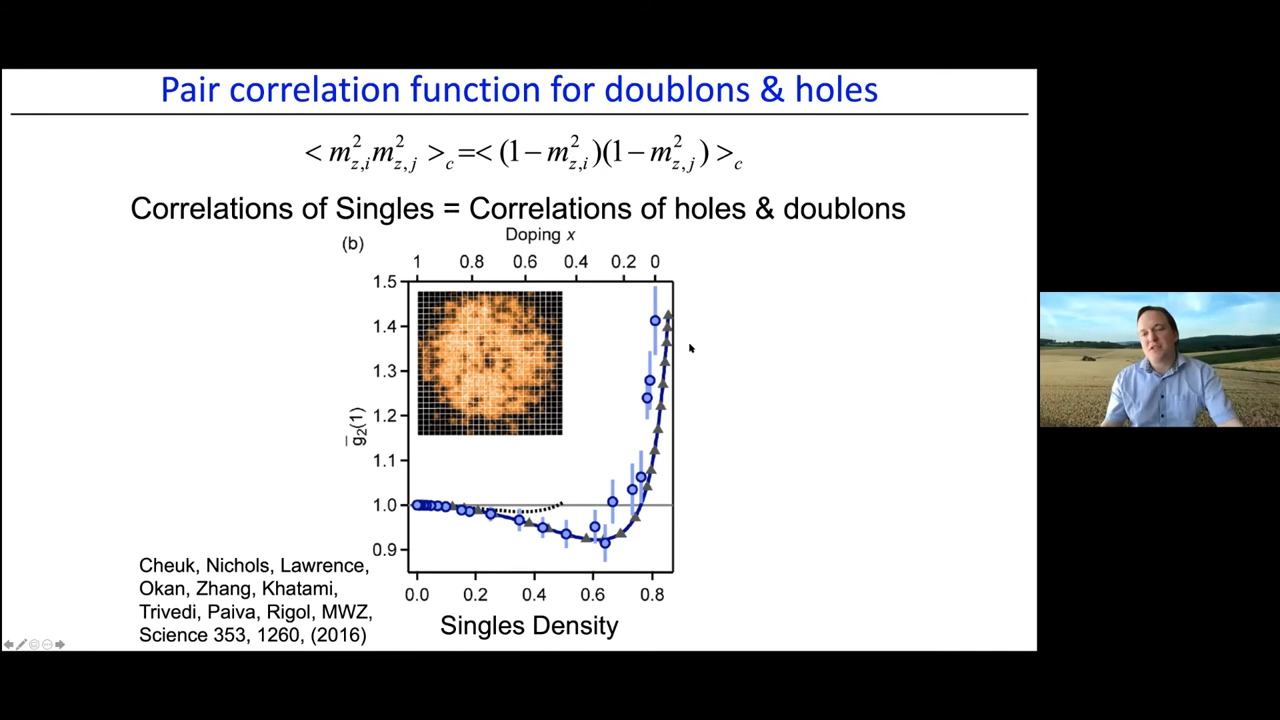 Pair correlation function for doublons & holes
< m²z,i m²z,j >c =< (1 − m²z,i)(1 − m²z,j) >c
Correlations of Singles = Correlations of holes & doublons
Doping x
(b)
1 0.8 0.6 0.4 0.2 0
1.5
1.4
1.3
1.2
1.1
1.0
0.9
g̅₂(1)
0.0 0.2 0.4 0.6 0.8
Singles Density
Cheuk, Nichols, Lawrence,
Okan, Zhang, Khatami,
Trivedi, Paiva, Rigol, MWZ,
Science 353, 1260, (2016)